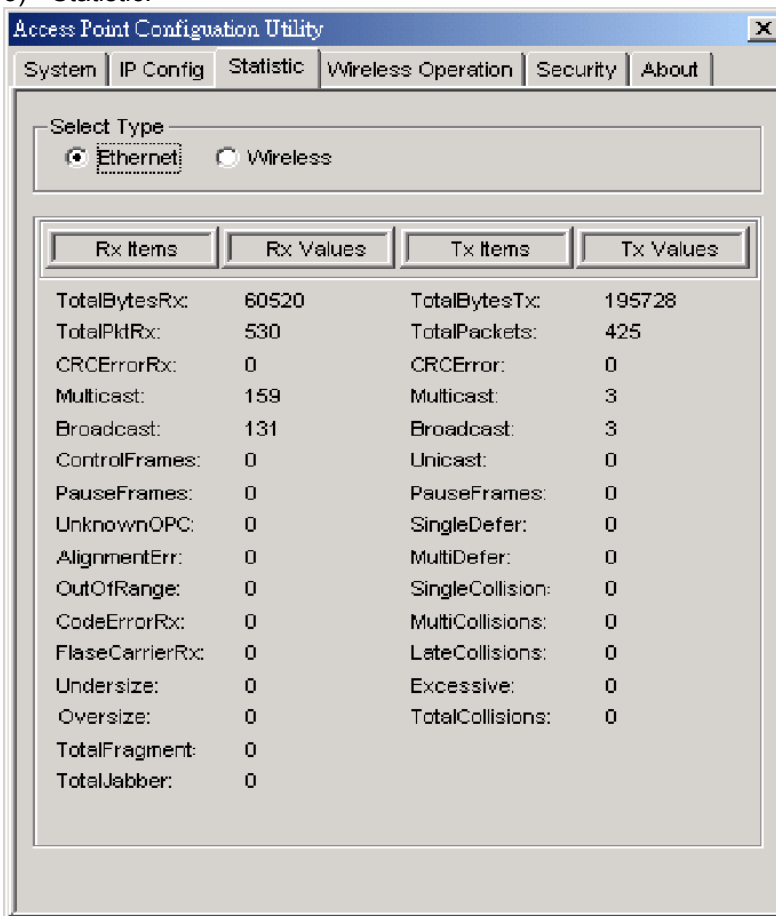 Access Point Configuation Utility
System IP Config Statistic Wireless Operation Security About
Select Type
Ethernet Wireless
Rx Items Rx Values Tx Items Tx Values
TotalBytesRx: 60520 TotalBytesTx: 195728
TotalPktRx: 530 TotalPackets: 425
CRCErrorRx: 0 CRCError: 0
Multicast: 159 Multicast: 3
Broadcast: 131 Broadcast: 3
ControlFrames: 0 Unicast: 0
PauseFrames: 0 PauseFrames: 0
UnknownOPC: 0 SingleDefer: 0
AlignmentErr: 0 MultiDefer: 0
OutOfRange: 0 SingleCollision: 0
CodeErrorRx: 0 MultiCollisions: 0
FlaseCarrierRx: 0 LateCollisions: 0
Undersize: 0 Excessive: 0
Oversize: 0 TotalCollisions: 0
TotalFragment: 0
TotalJabber: 0